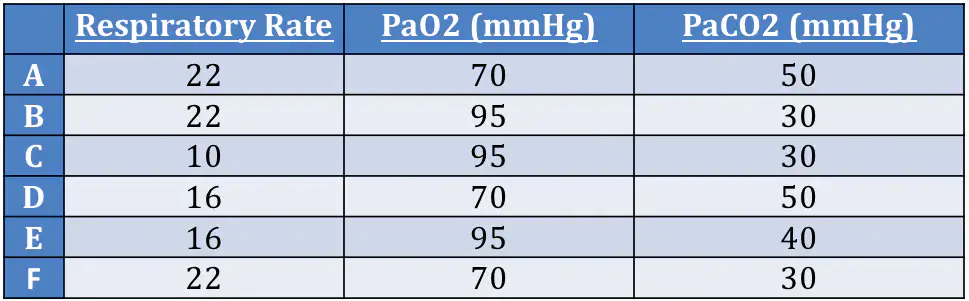 Respiratory Rate PaO2 (mmHg) PaCO2 (mmHg)
A 22 70 50
B 22 95 30
C 10 95 30
D 16 70 50
E 16 95 40
F 22 70 30